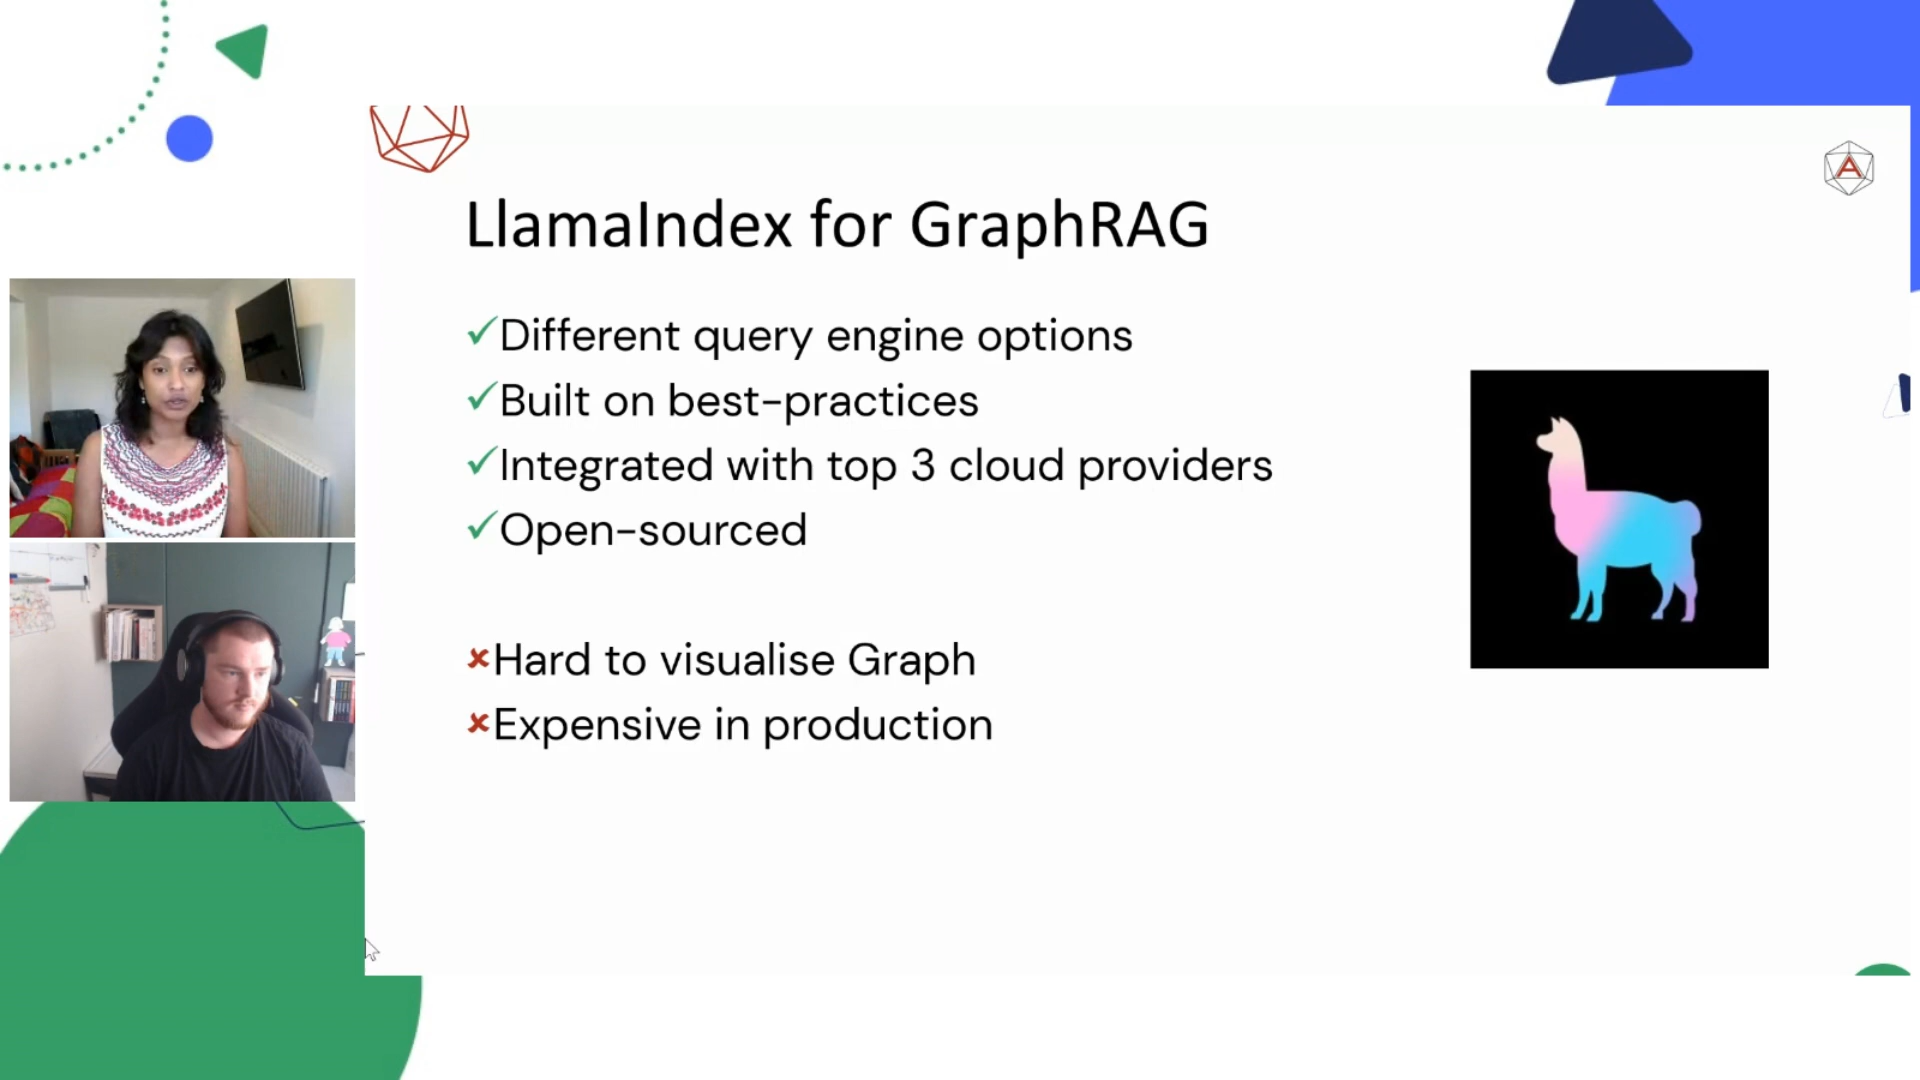 LlamaIndex for GraphRAG
✓Different query engine options
✓Built on best-practices
✓Integrated with top 3 cloud providers
✓Open-sourced
✘Hard to visualise Graph
✘Expensive in production
A